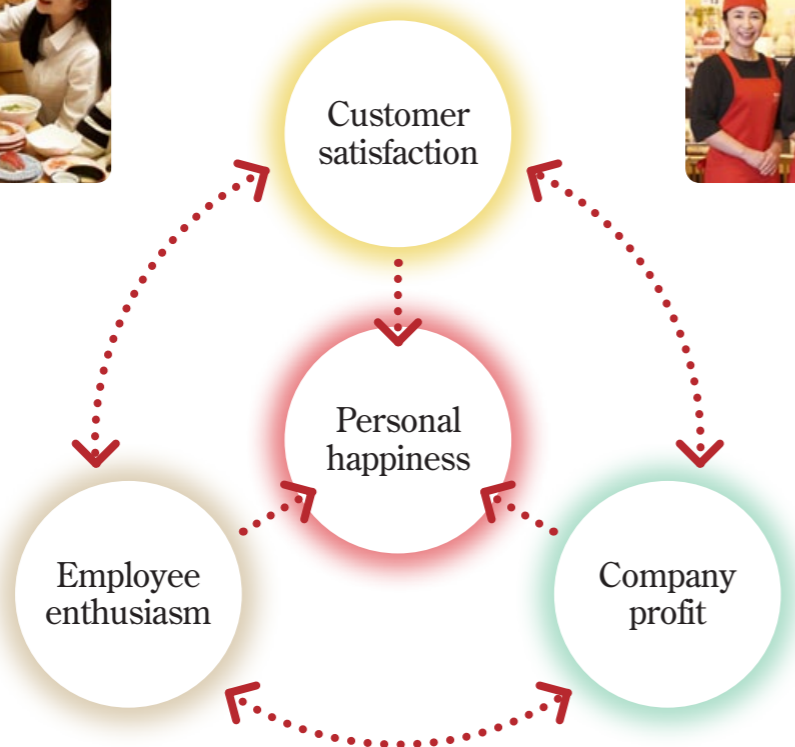 Customer
satisfaction
Personal
happiness
Employee
enthusiasm
Company
profit